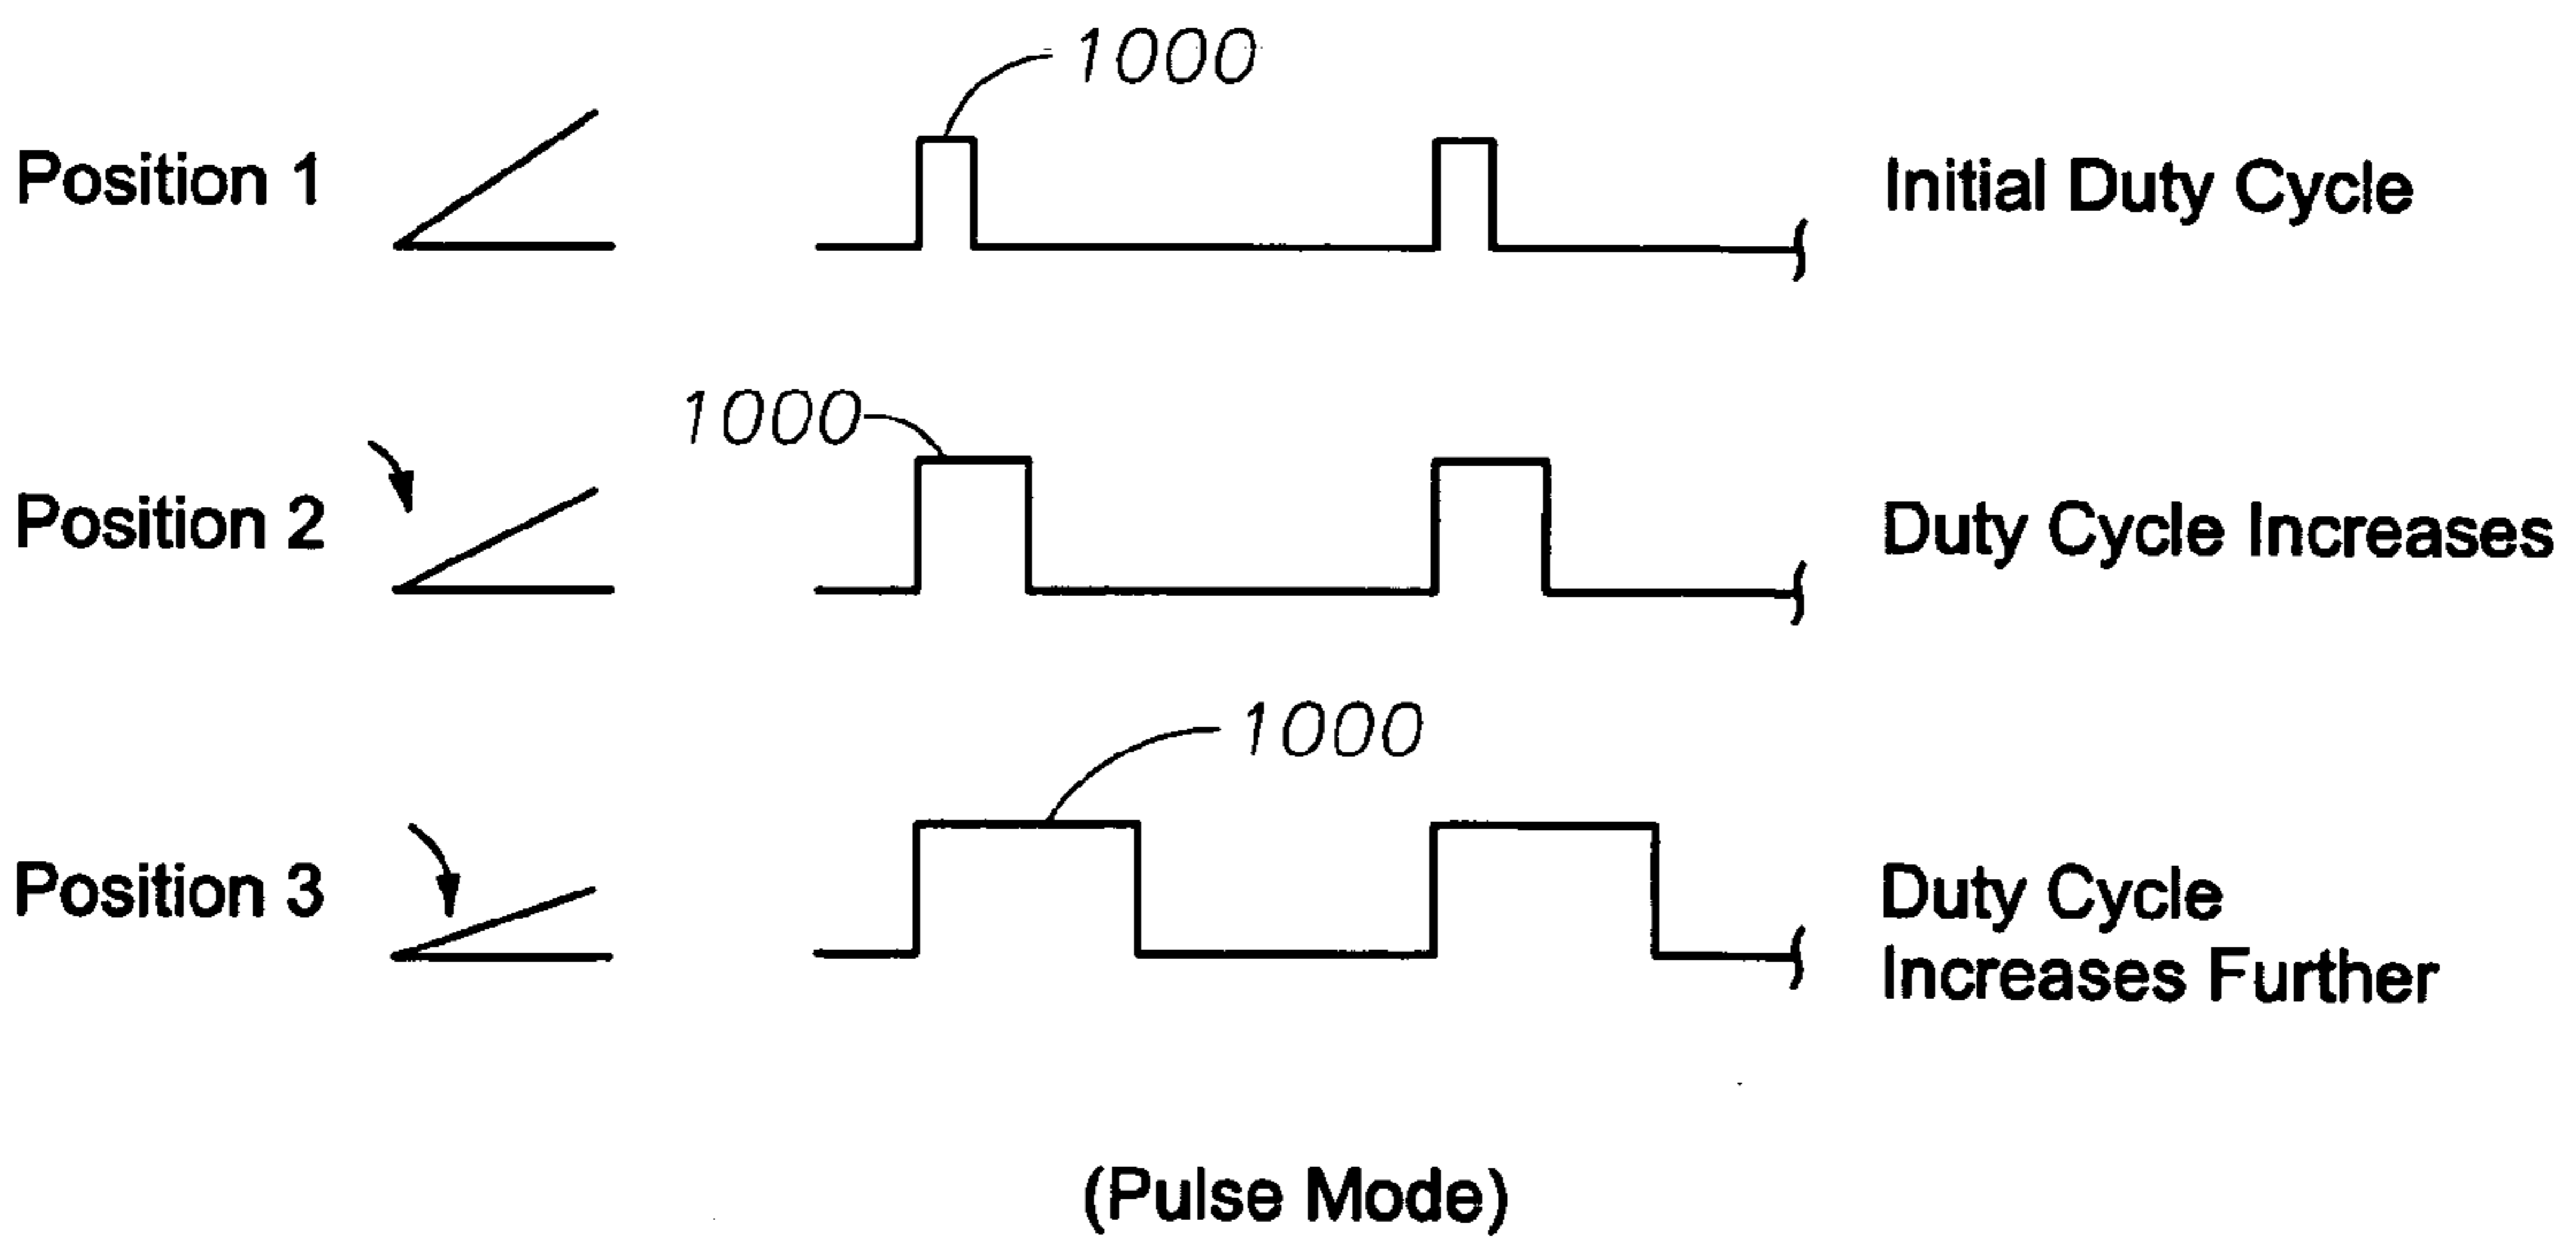 1000
Position 1
Initial Duty Cycle
1000
Position 2
Duty Cycle Increases
1000
Position 3
Duty Cycle
Increases Further
(Pulse Mode)